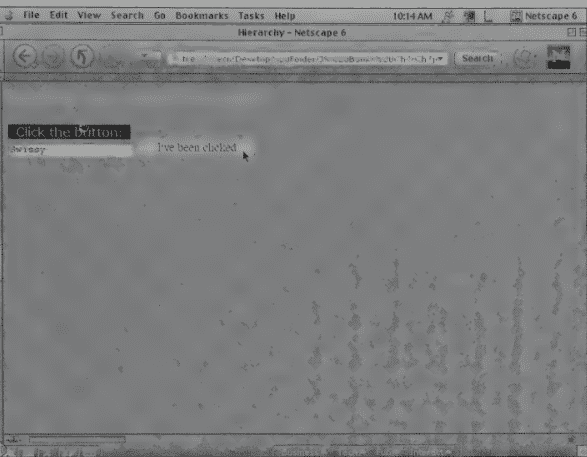 File Edit View Search Go Bookmarks Tasks Help 10:14 AM Netscape 6
Hierarchy - Netscape 6
Search
Click the button:
I've been clicked